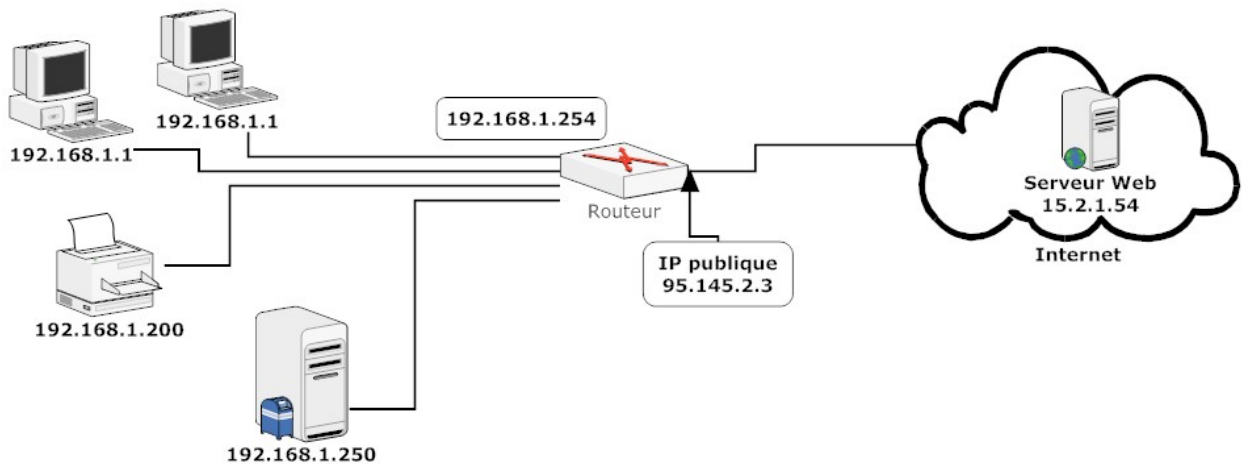 192.168.1.1
192.168.1.1
192.168.1.254
Routeur
IP publique
95.145.2.3
Serveur Web
15.2.1.54
Internet
192.168.1.200
192.168.1.250